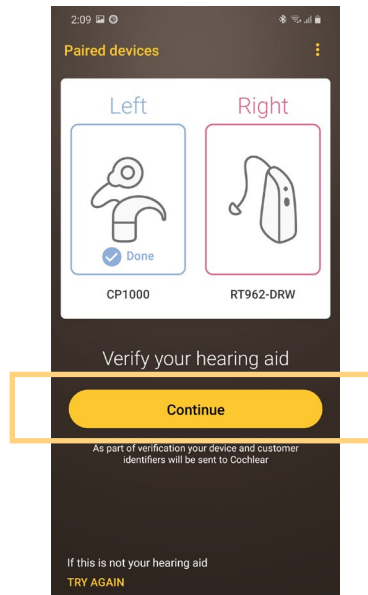 2:09
Paired devices
Left Right
Done
CP1000 RT962-DRW
Verify your hearing aid
Continue
As part of verification your device and customer
identifiers will be sent to Cochlear
If this is not your hearing aid
TRY AGAIN